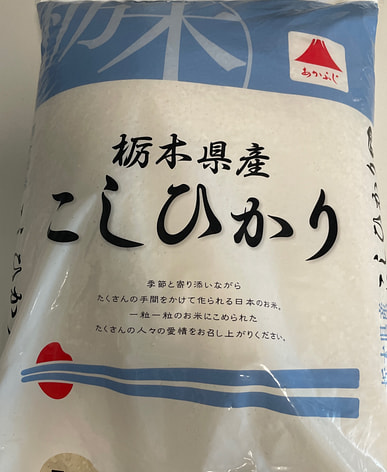 栃木
あかふじ
栃木県産
こしひかり
季節と寄り添いながら
たくさんの手間をかけて作られる日本のお米。
一粒一粒のお米にこめられた
たくさんの人々の愛情をお召し上がりください。